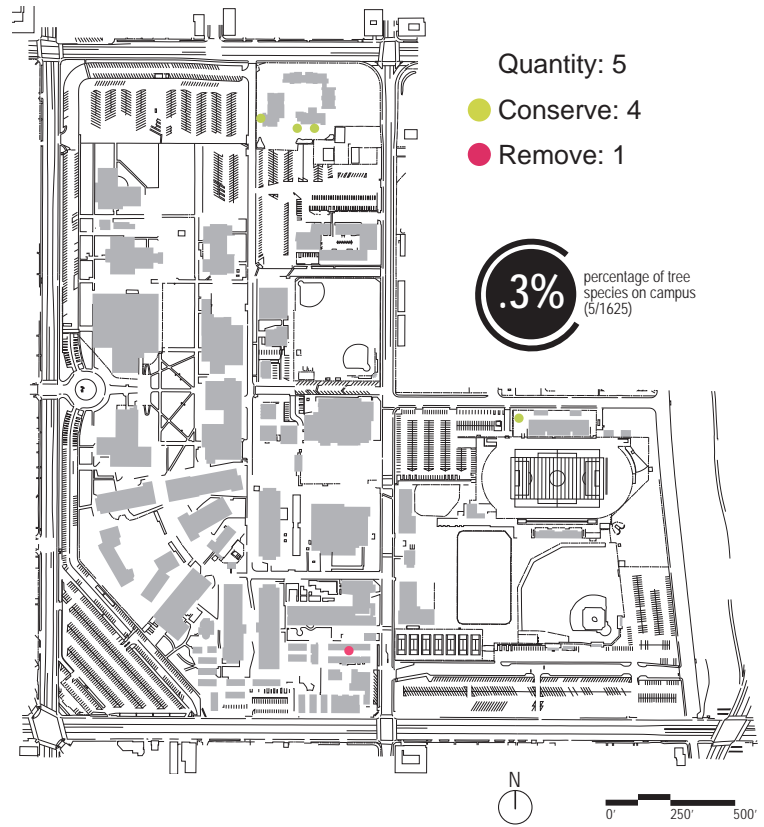 Quantity: 5
Conserve: 4
Remove: 1
.3%
percentage of tree
species on campus
(5/1625)
N
0' 250' 500'